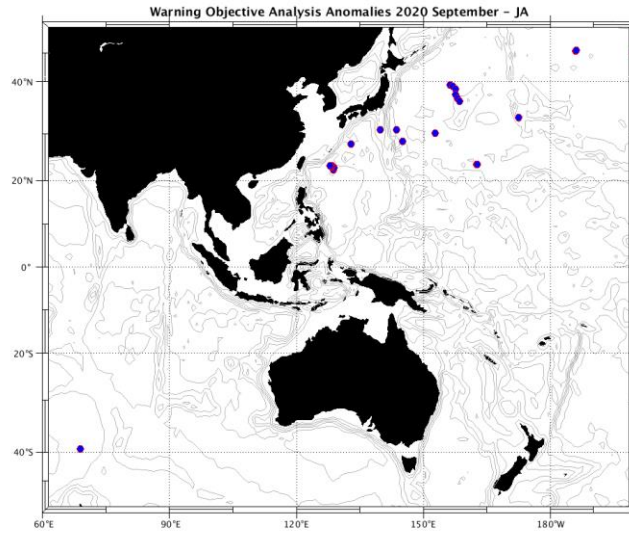 Warning Objective Analysis Anomalies 2020 September – JA
40°N
20°N
0°
20°S
40°S
60°E 90°E 120°E 150°E 180°W